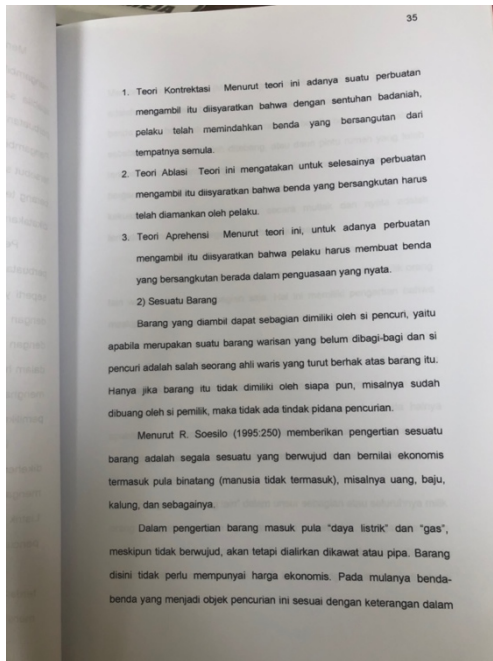 35
1. Teori Kontrektasi Menurut teori ini adanya suatu perbuatan
mengambil itu diisyaratkan bahwa dengan sentuhan badaniah,
pelaku telah memindahkan benda yang bersangutan dari
tempatnya semula.
2. Teori Ablasi Teori ini mengatakan untuk selesainya perbuatan
mengambil itu diisyaratkan bahwa benda yang bersangkutan harus
telah diamankan oleh pelaku.
3. Teori Aprehensi Menurut teori ini, untuk adanya perbuatan
mengambil itu diisyaratkan bahwa pelaku harus membuat benda
yang bersangkutan berada dalam penguasaan yang nyata.
2) Sesuatu Barang
Barang yang diambil dapat sebagian dimiliki oleh si pencuri, yaitu
apabila merupakan suatu barang warisan yang belum dibagi-bagi dan si
pencuri adalah salah seorang ahli waris yang turut berhak atas barang itu.
Hanya jika barang itu tidak dimiliki oleh siapa pun, misalnya sudah
dibuang oleh si pemilik, maka tidak ada tindak pidana pencurian.
Menurut R. Soesilo (1995:250) memberikan pengertian sesuatu
barang adalah segala sesuatu yang berwujud dan bernilai ekonomis
termasuk pula binatang (manusia tidak termasuk), misalnya uang, baju,
kalung, dan sebagainya.
Dalam pengertian barang masuk pula "daya listrik" dan "gas",
meskipun tidak berwujud, akan tetapi dialirkan dikawat atau pipa. Barang
disini tidak perlu mempunyai harga ekonomis. Pada mulanya benda-
benda yang menjadi objek pencurian ini sesuai dengan keterangan dalam